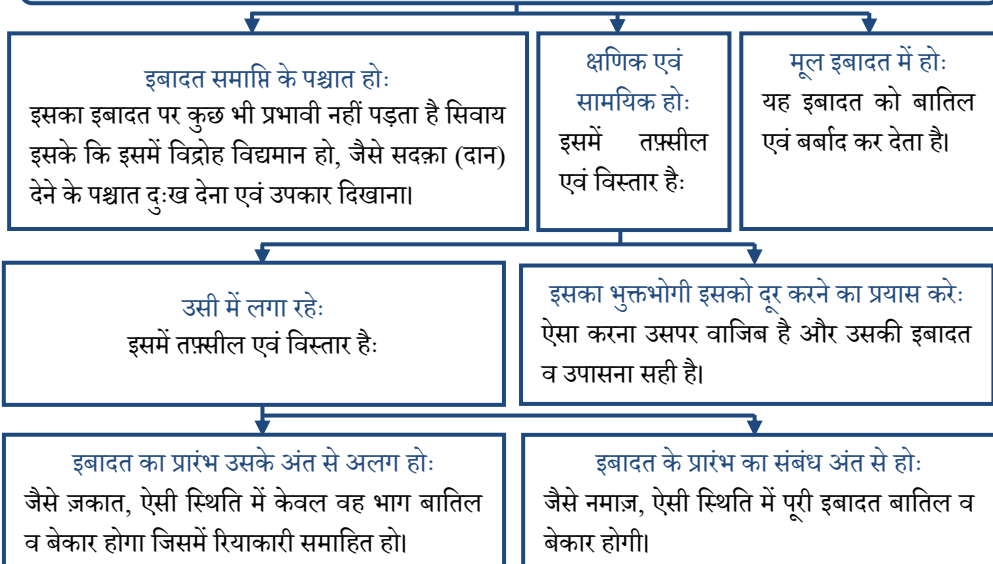 इबादत समाप्ति के पश्चात हो:
इसका इबादत पर कुछ भी प्रभावी नहीं पड़ता है सिवाय
इसके कि इसमें विद्रोह विद्यमान हो, जैसे सदक़ा (दान)
देने के पश्चात दुःख देना एवं उपकार दिखाना।
क्षणिक एवं
सामयिक हो:
इसमें तफ़्सील
एवं विस्तार है:
मूल इबादत में हो:
यह इबादत को बातिल
एवं बर्बाद कर देता है।
उसी में लगा रहे:
इसमें तफ़्सील एवं विस्तार है:
इसका भुक्तभोगी इसको दूर करने का प्रयास करे:
ऐसा करना उसपर वाजिब है और उसकी इबादत
व उपासना सही है।
इबादत का प्रारंभ उसके अंत से अलग हो:
जैसे ज़कात, ऐसी स्थिति में केवल वह भाग बातिल
व बेकार होगा जिसमें रियाकारी समाहित हो।
इबादत के प्रारंभ का संबंध अंत से हो:
जैसे नमाज़, ऐसी स्थिति में पूरी इबादत बातिल व
बेकार होगी।